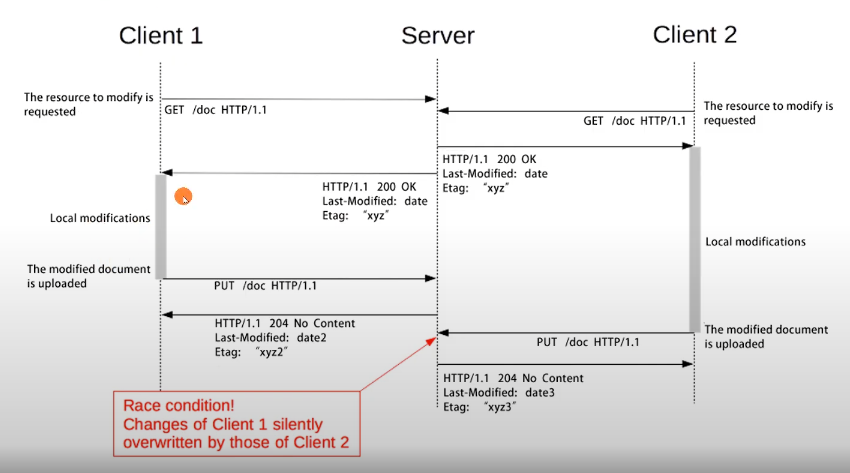 Client 1
Server
Client 2
The resource to modify is
requested
GET /doc HTTP/1.1
The resource to modify is
requested
GET /doc HTTP/1.1
HTTP/1.1 200 OK
Last-Modified: date
Etag: "xyz"
HTTP/1.1 200 OK
Last-Modified: date
Etag: "xyz"
Local modifications
Local modifications
The modified document
is uploaded
PUT /doc HTTP/1.1
HTTP/1.1 204 No Content
Last-Modified: date2
Etag: "xyz2"
PUT /doc HTTP/1.1
The modified document
is uploaded
HTTP/1.1 204 No Content
Last-Modified: date3
Etag: "xyz3"
Race condition!
Changes of Client 1 silently
overwritten by those of Client 2